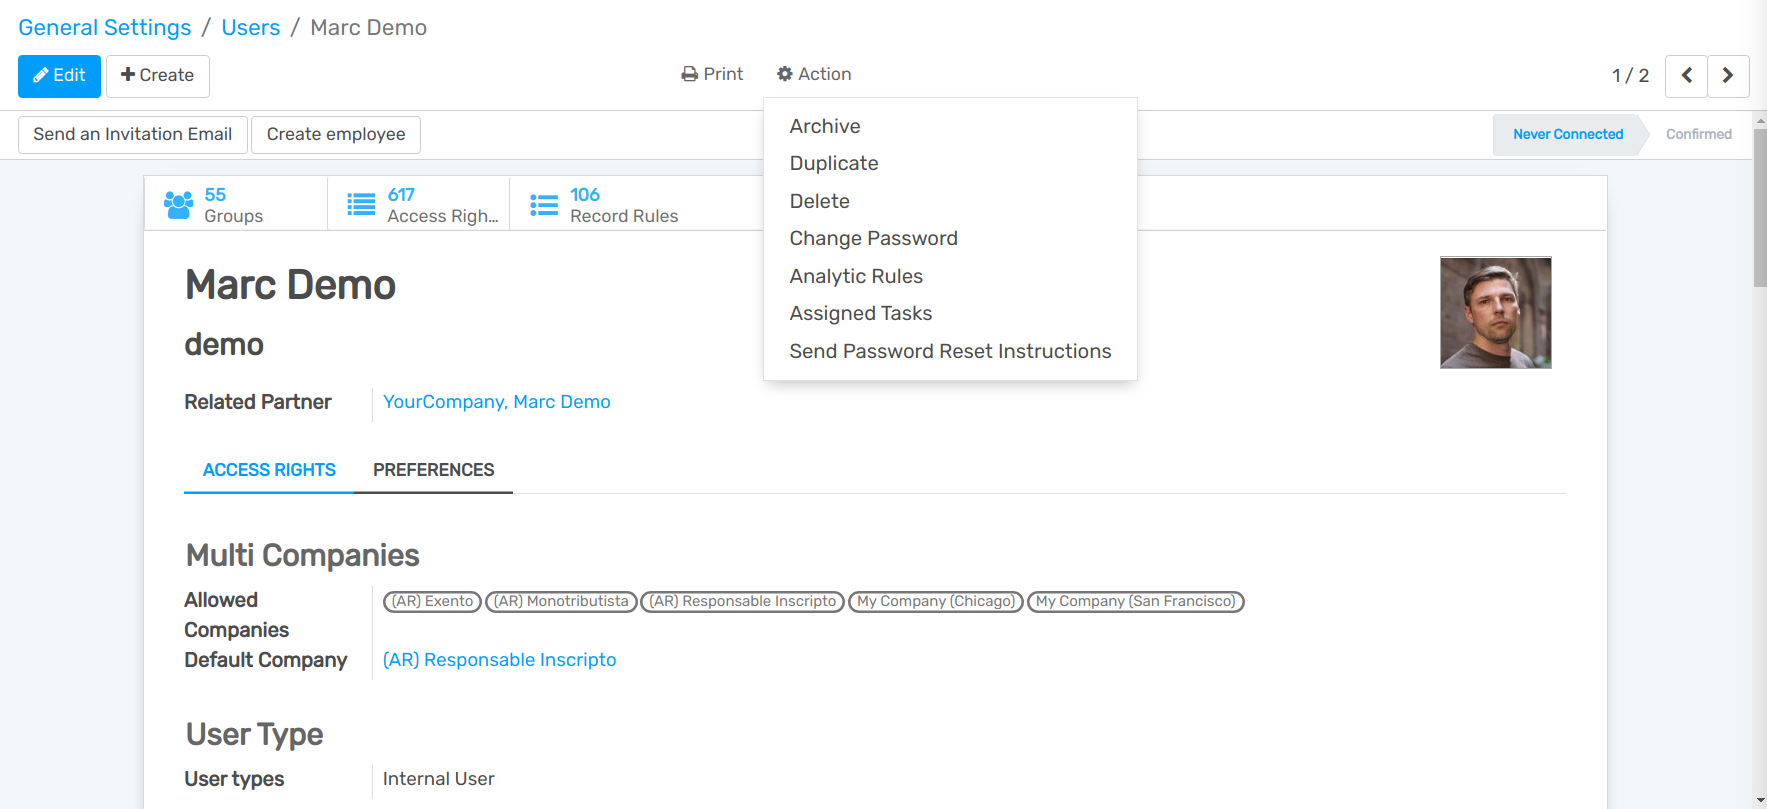 General Settings / Users / Marc Demo
Edit
Create
Print
Action
1 / 2
Send an Invitation Email
Create employee
Archive
Duplicate
Delete
Change Password
Analytic Rules
Assigned Tasks
Send Password Reset Instructions
Never Connected
Confirmed
55
Groups
617
Access Righ...
106
Record Rules
Marc Demo
demo
Related Partner
YourCompany, Marc Demo
ACCESS RIGHTS
PREFERENCES
Multi Companies
Allowed
Companies
(AR) Exento
(AR) Monotributista
(AR) Responsable Inscripto
My Company (Chicago)
My Company (San Francisco)
Default Company
(AR) Responsable Inscripto
User Type
User types
Internal User